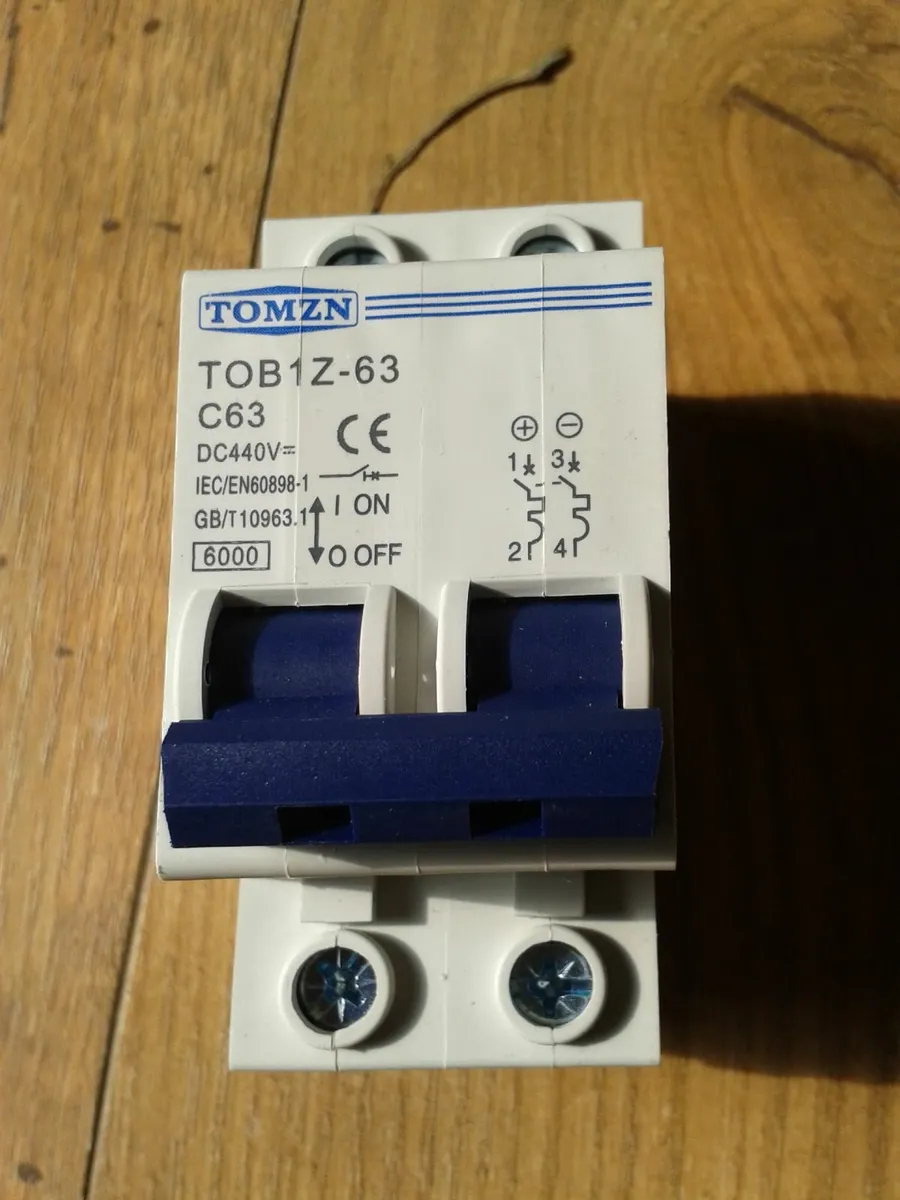 TOMZN
TOB1Z-63
C63
CE
DC440V⎓
IEC/EN60898-1
GB/T10963.1
I ON
6000
O OFF
⊕ ⊖
1 3
2 4